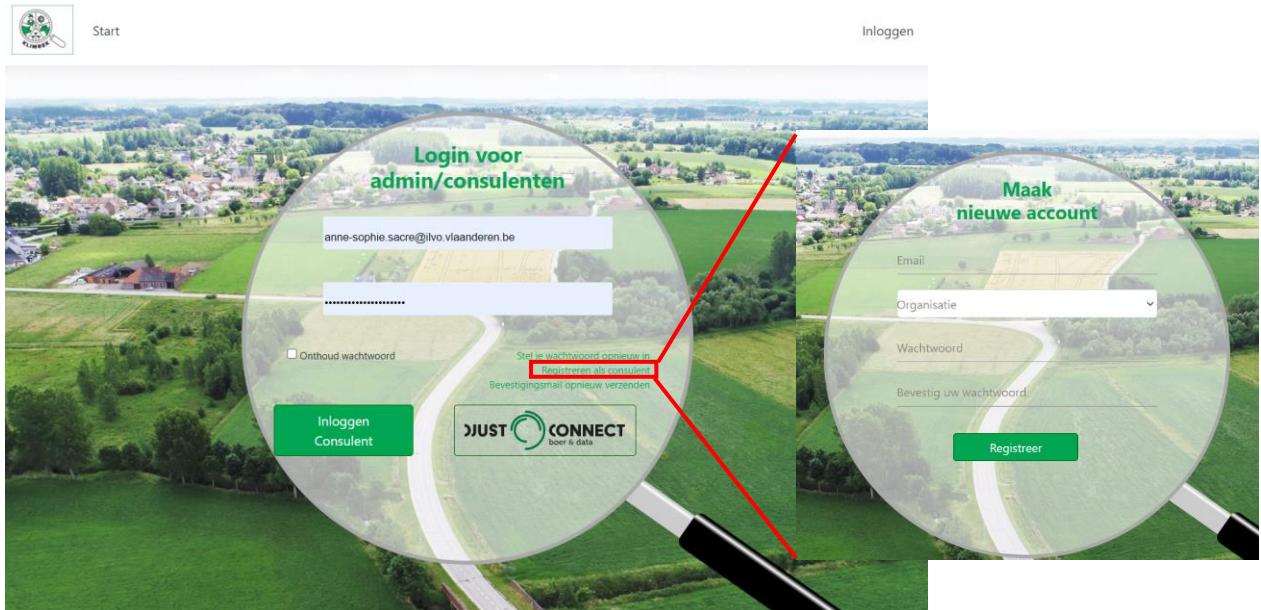 KLIMREK
Start
Inloggen
Login voor
admin/consulenten
anne-sophie.sacre@ilvo.vlaanderen.be
Onthoud wachtwoord
Stel je wachtwoord opnieuw in
Registreren als consulent
Bevestigingsmail opnieuw verzenden
Inloggen
Consulent
DJUST CONNECT
boer & data
Maak
nieuwe account
Email
Organisatie
Wachtwoord
Bevestig uw wachtwoord
Registreer